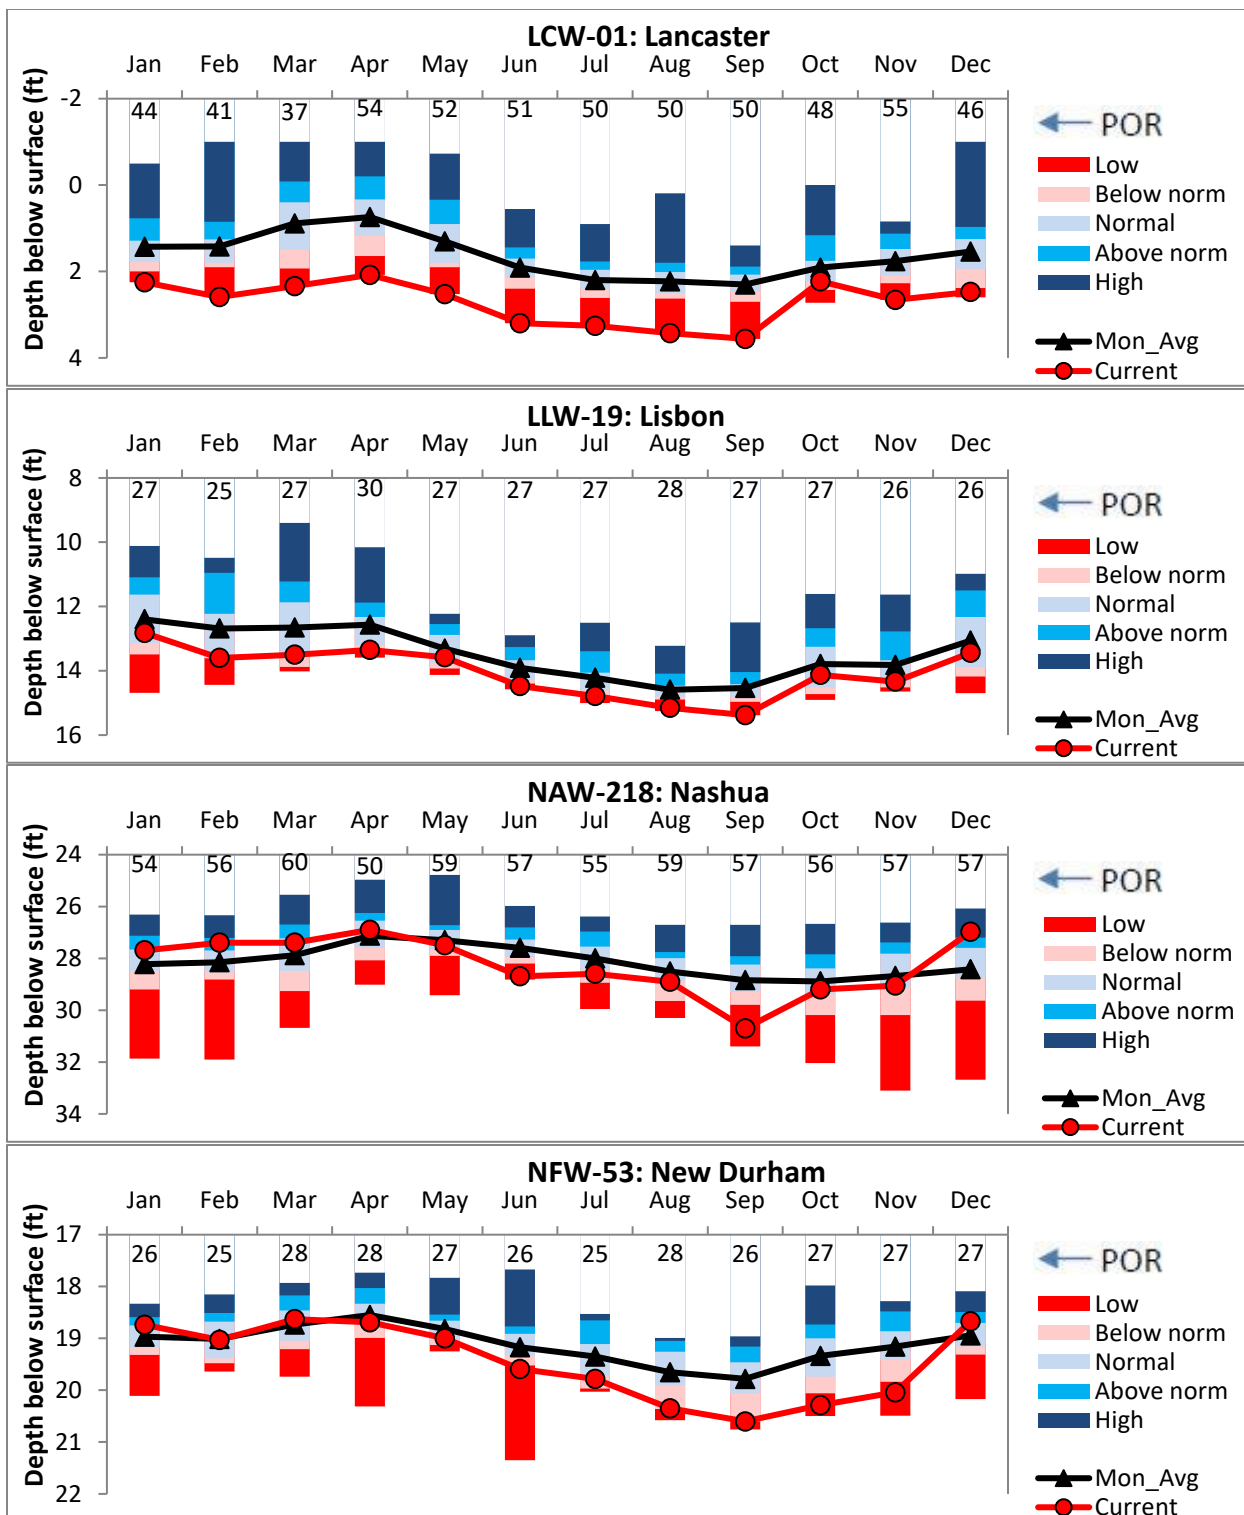 LCW-01: Lancaster
Jan Feb Mar Apr May Jun Jul Aug Sep Oct Nov Dec
Depth below surface (ft)
-2
0
2
4
44 41 37 54 52 51 50 50 50 48 55 46
POR
Low
Below norm
Normal
Above norm
High
Mon_Avg
Current
LLW-19: Lisbon
Jan Feb Mar Apr May Jun Jul Aug Sep Oct Nov Dec
Depth below surface (ft)
8
10
12
14
16
27 25 27 30 27 27 27 28 27 27 26 26
POR
Low
Below norm
Normal
Above norm
High
Mon_Avg
Current
NAW-218: Nashua
Jan Feb Mar Apr May Jun Jul Aug Sep Oct Nov Dec
Depth below surface (ft)
24
26
28
30
32
34
54 56 60 50 59 57 55 59 57 56 57 57
POR
Low
Below norm
Normal
Above norm
High
Mon_Avg
Current
NFW-53: New Durham
Jan Feb Mar Apr May Jun Jul Aug Sep Oct Nov Dec
Depth below surface (ft)
17
18
19
20
21
22
26 25 28 28 27 26 25 28 26 27 27 27
POR
Low
Below norm
Normal
Above norm
High
Mon_Avg
Current